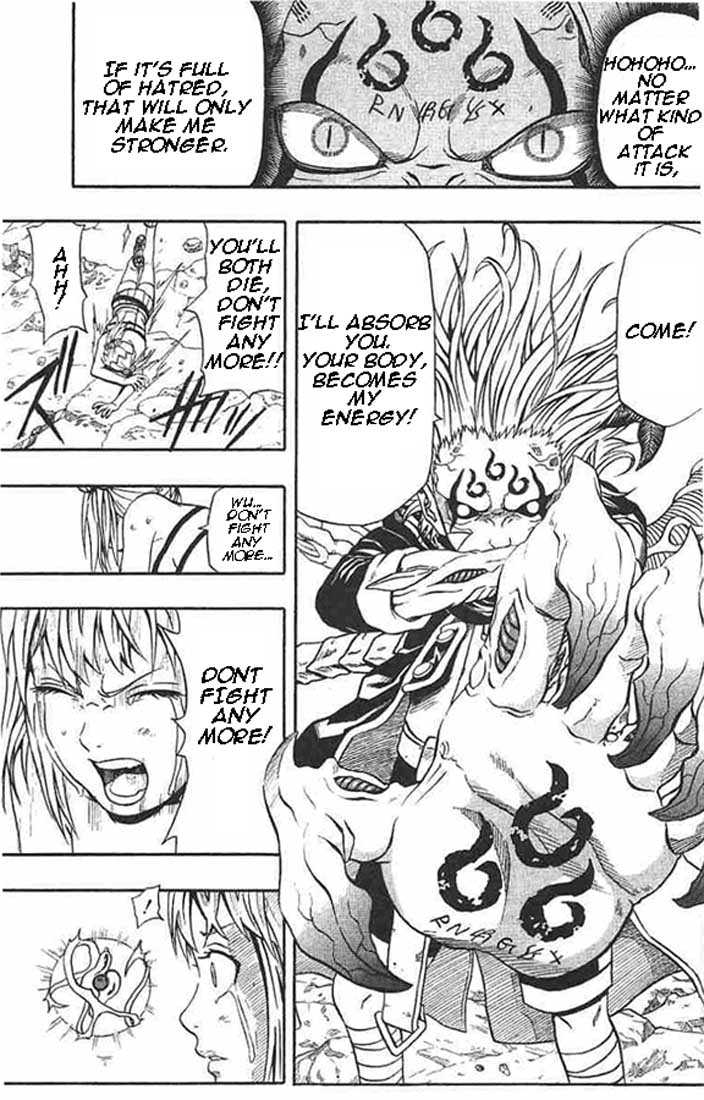 HOHOHO...
NO
MATTER
WHAT KIND
OF
ATTACK
IT IS,
IF IT'S FULL
OF HATRED,
THAT WILL ONLY
MAKE ME
STRONGER.
COME!
I'LL ABSORB
YOU.
YOUR BODY,
BECOMES
MY
ENERGY!
YOU'LL
BOTH
DIE,
DON'T
FIGHT
ANY
MORE!!
AHH!
WU...
DON'T
FIGHT
ANY
MORE...
DONT
FIGHT
ANY
MORE!
!